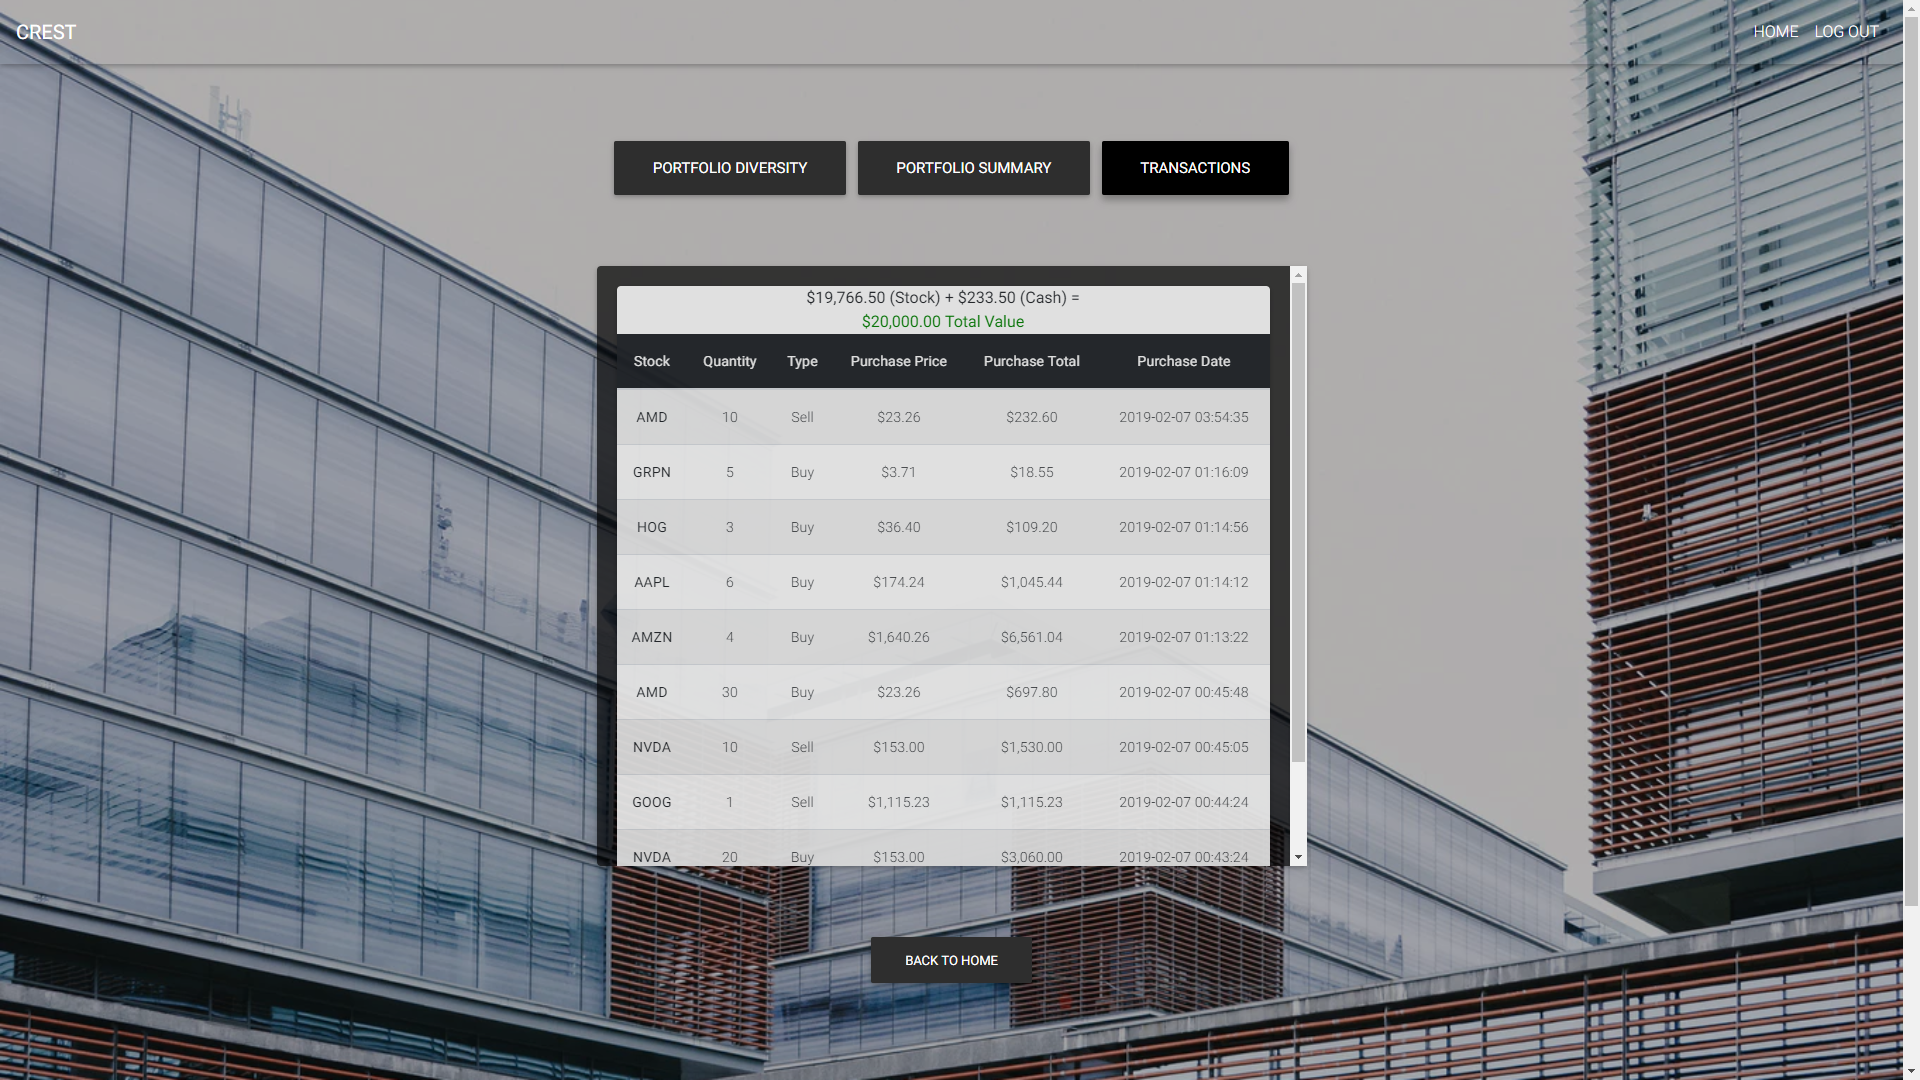 CREST
HOME LOG OUT
PORTFOLIO DIVERSITY PORTFOLIO SUMMARY TRANSACTIONS
$19,766.50 (Stock) + $233.50 (Cash) =
$20,000.00 Total Value
Stock Quantity Type Purchase Price Purchase Total Purchase Date
AMD 10 Sell $23.26 $232.60 2019-02-07 03:54:35
GRPN 5 Buy $3.71 $18.55 2019-02-07 01:16:09
HOG 3 Buy $36.40 $109.20 2019-02-07 01:14:56
AAPL 6 Buy $174.24 $1,045.44 2019-02-07 01:14:12
AMZN 4 Buy $1,640.26 $6,561.04 2019-02-07 01:13:22
AMD 30 Buy $23.26 $697.80 2019-02-07 00:45:48
NVDA 10 Sell $153.00 $1,530.00 2019-02-07 00:45:05
GOOG 1 Sell $1,115.23 $1,115.23 2019-02-07 00:44:24
NVDA 20 Buy $153.00 $3,060.00 2019-02-07 00:43:24
BACK TO HOME